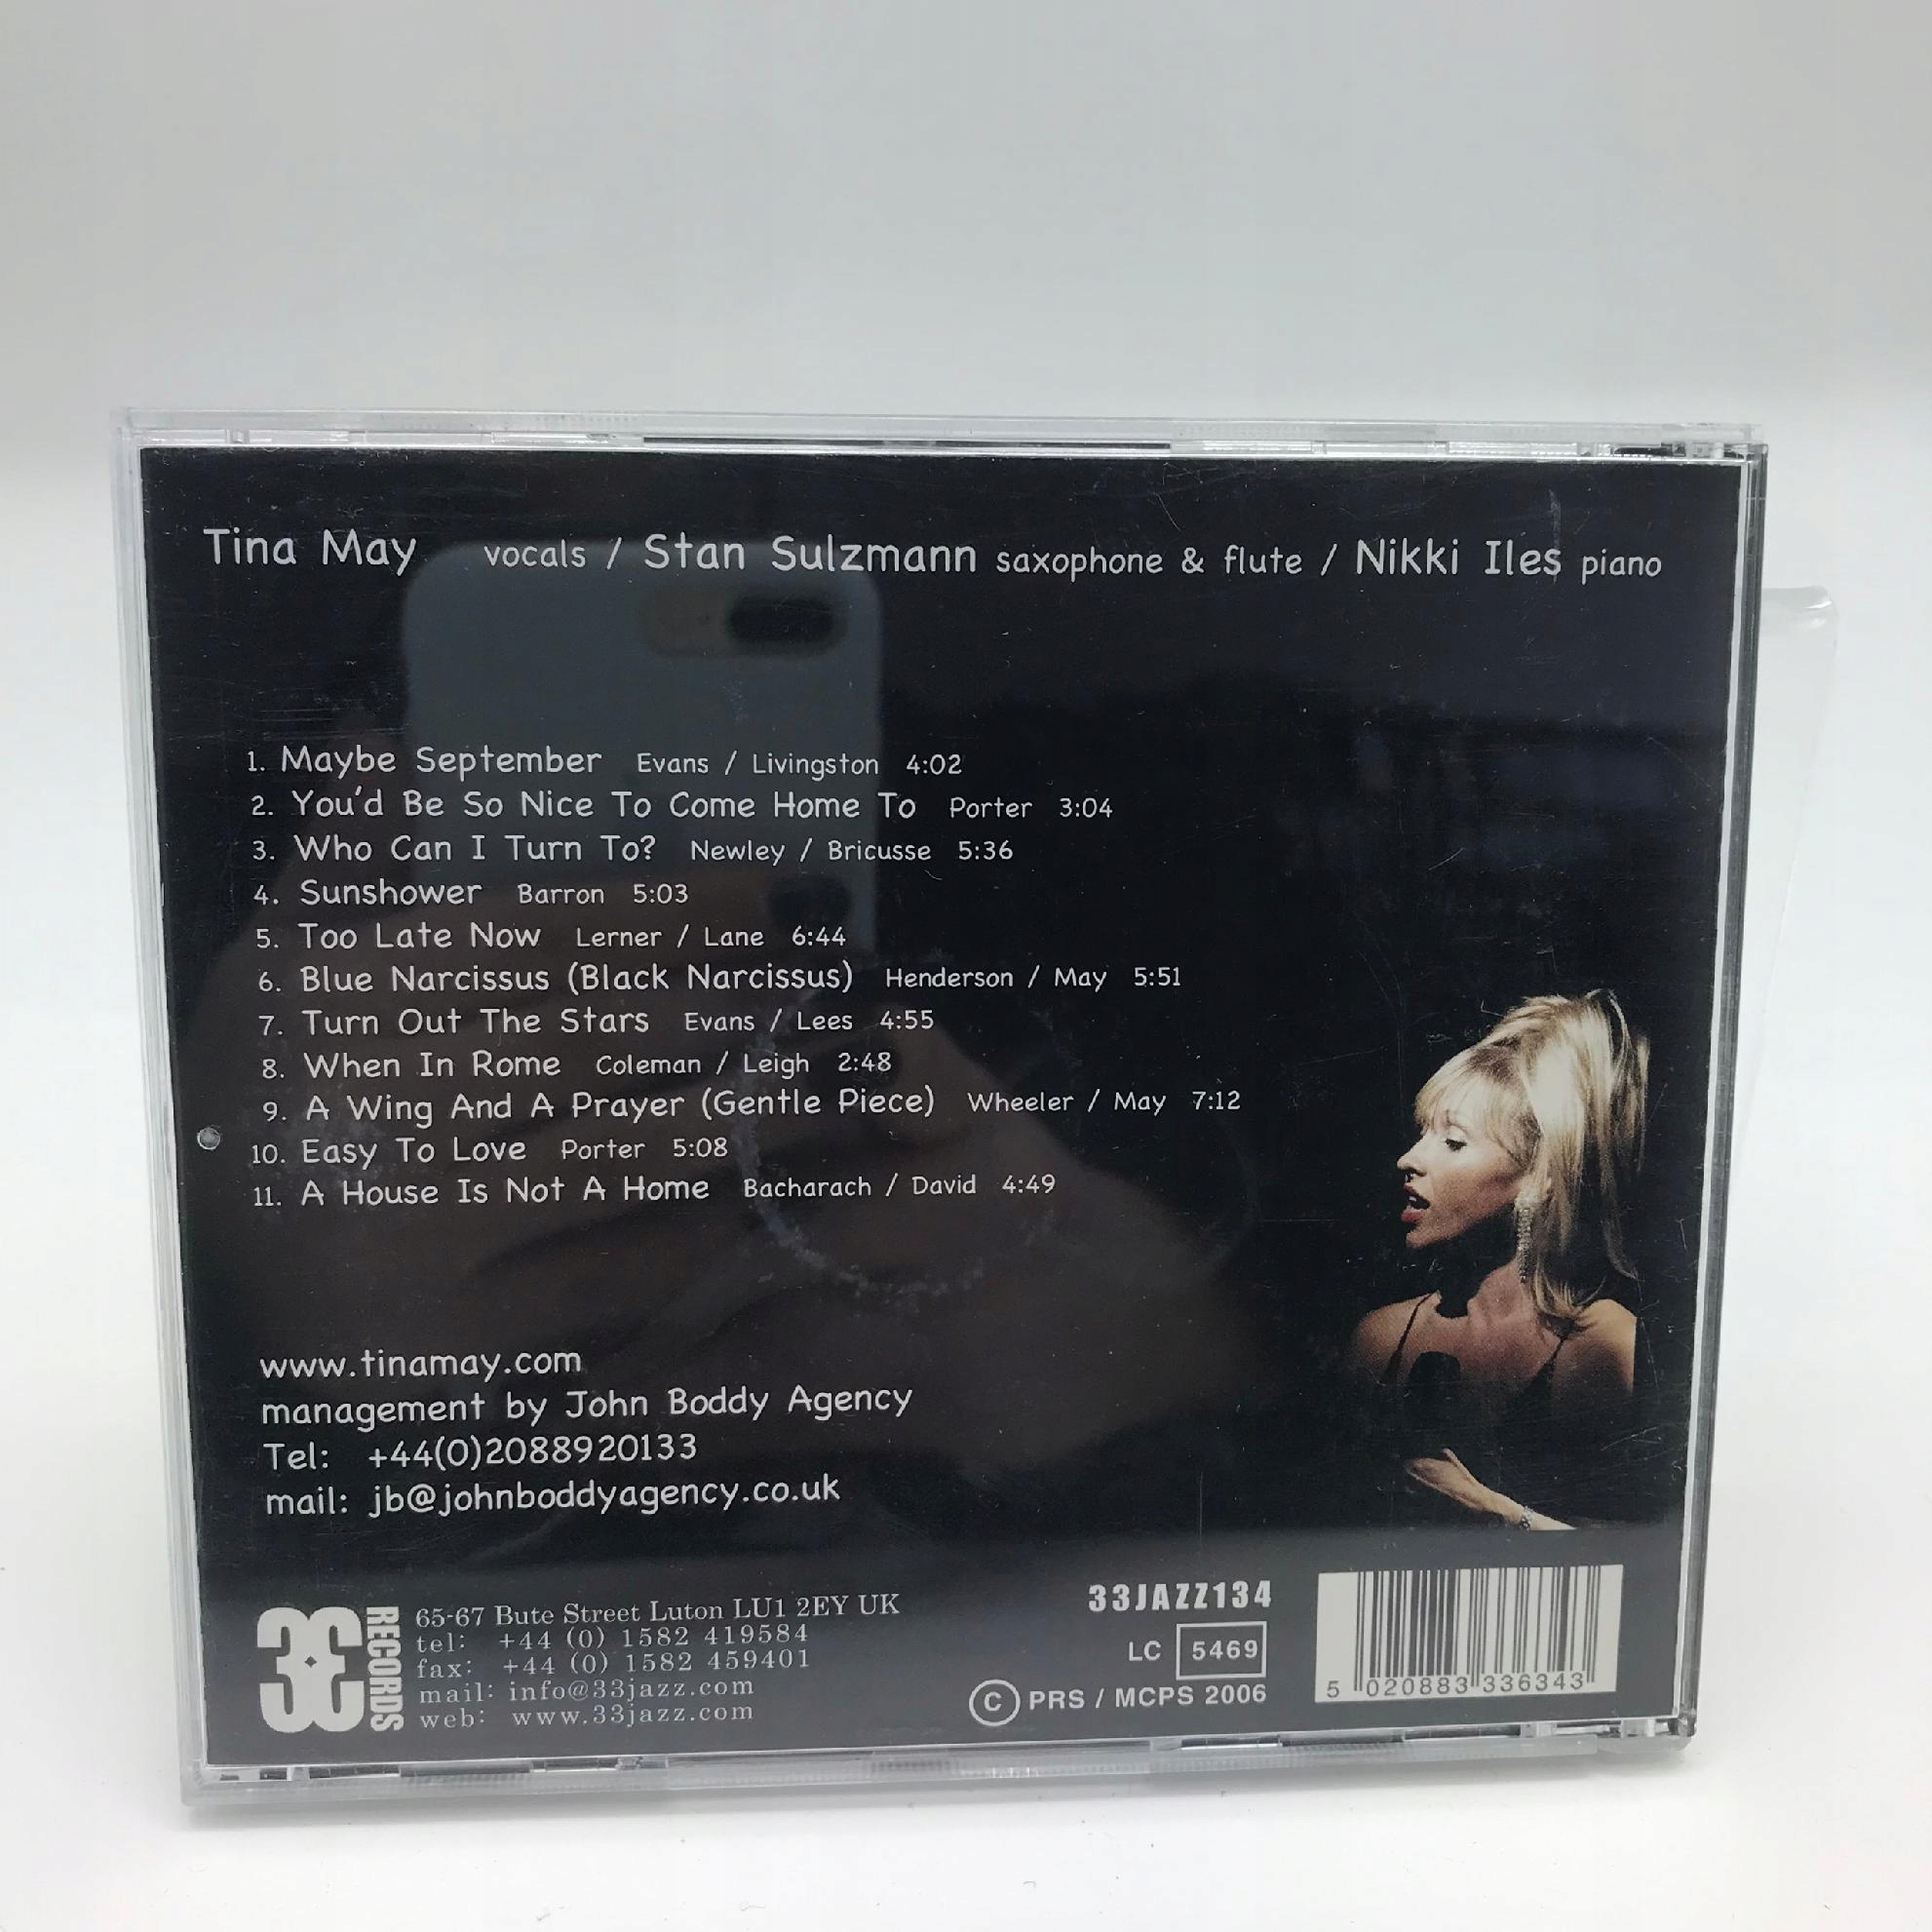 Tina May vocals / Stan Sulzmann saxophone & flute / Nikki Iles piano
1. Maybe September Evans / Livingston 4:02
2. You'd Be So Nice To Come Home To Porter 3:04
3. Who Can I Turn To? Newley / Bricusse 5:36
4. Sunshower Barron 5:03
5. Too Late Now Lerner / Lane 6:44
6. Blue Narcissus (Black Narcissus) Henderson / May 5:51
7. Turn Out The Stars Evans / Lees 4:55
8. When In Rome Coleman / Leigh 2:48
9. A Wing And A Prayer (Gentle Piece) Wheeler / May 7:12
10. Easy To Love Porter 5:08
11. A House Is Not A Home Bacharach / David 4:49
www.tinamay.com
management by John Boddy Agency
Tel: +44(0)2088920133
mail: jb@johnboddyagency.co.uk
33 RECORDS
65-67 Bute Street Luton LU1 2EY UK
tel: +44 (0) 1582 419584
fax: +44 (0) 1582 459401
mail: info@33jazz.com
web: www.33jazz.com
33JAZZ134
LC 5469
© PRS / MCPS 2006
5 020883 336343